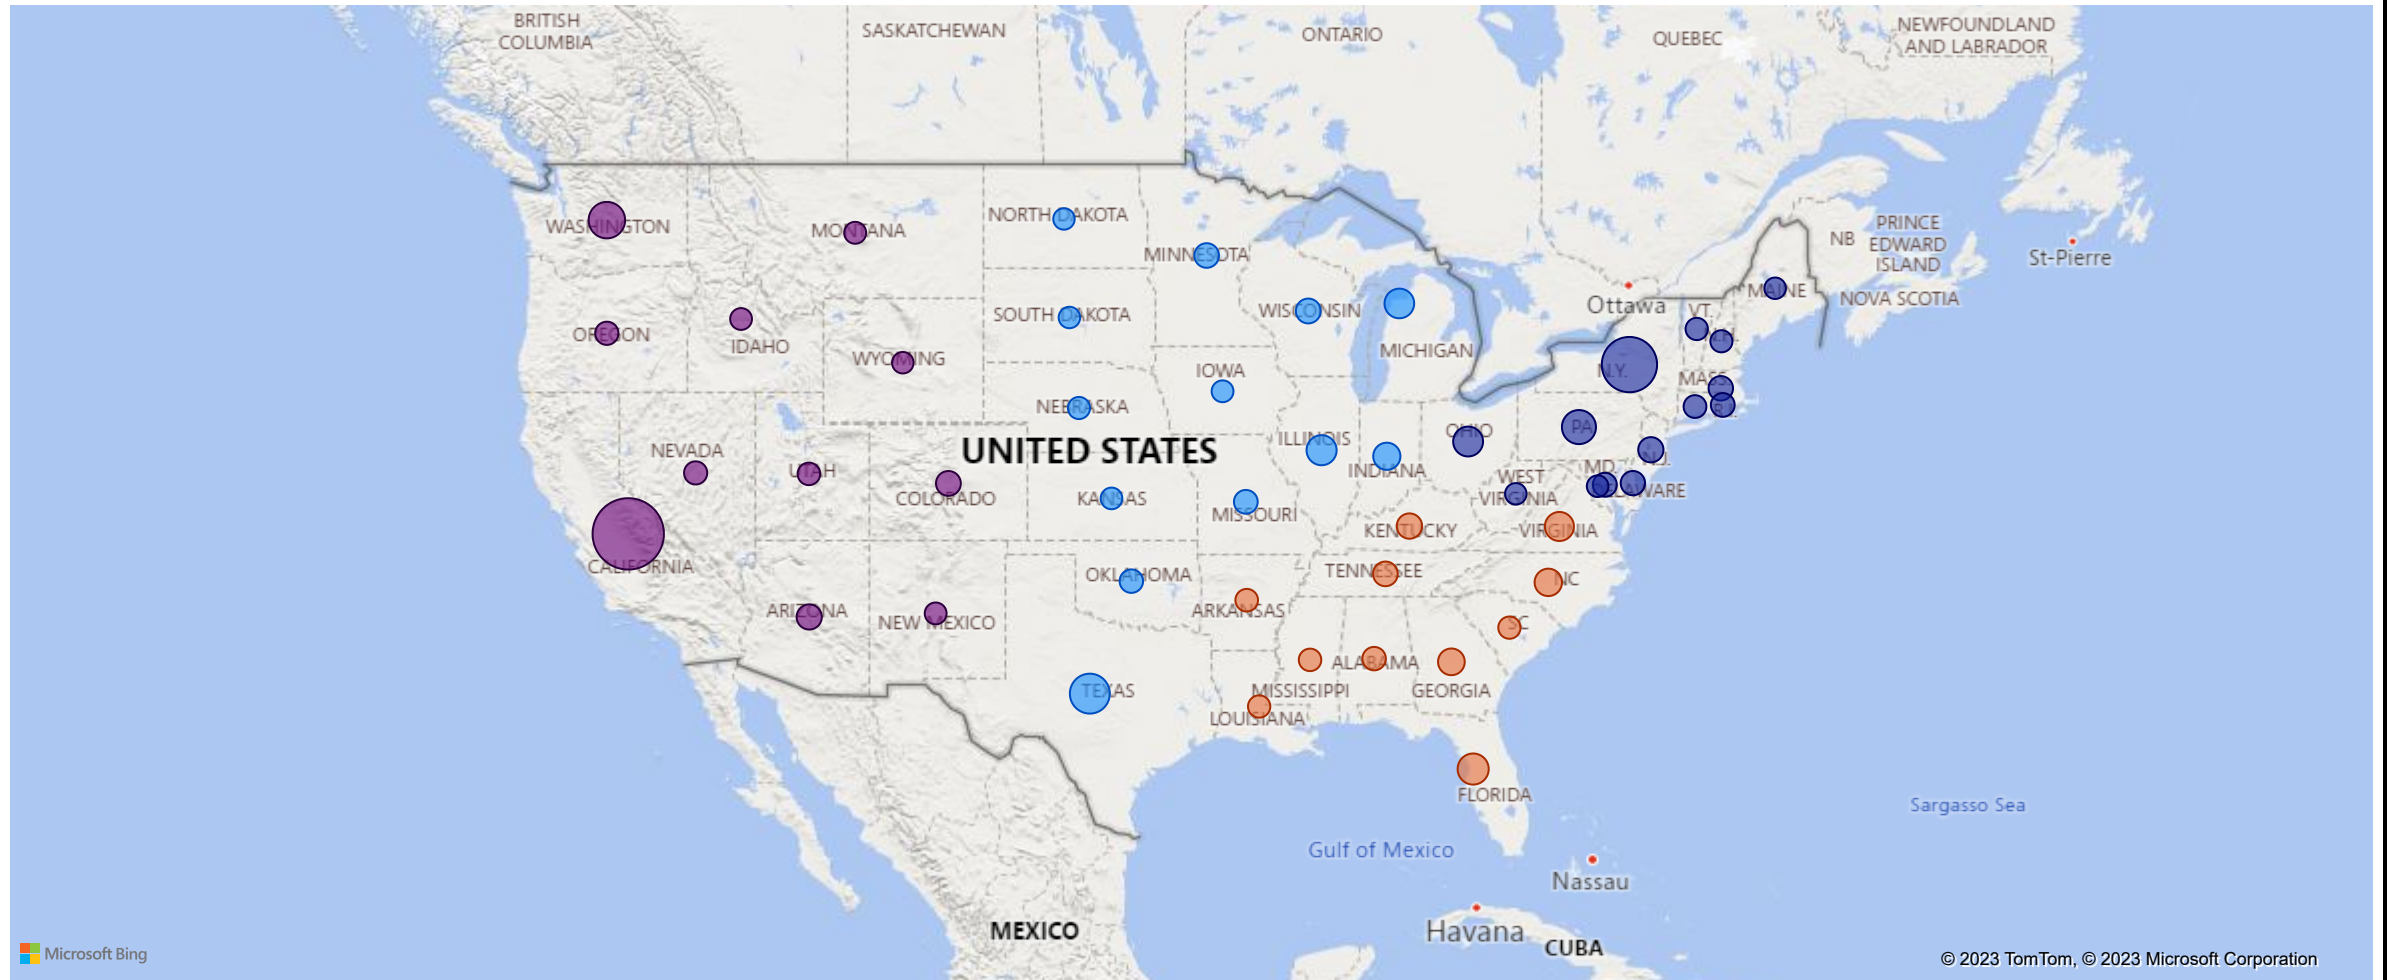 BRITISH
COLUMBIA
SASKATCHEWAN
ONTARIO
QUEBEC
NEWFOUNDLAND
AND LABRADOR
WASHINGTON
MONTANA
NORTH DAKOTA
MINNESOTA
NB
PRINCE
EDWARD
ISLAND
St-Pierre
OREGON
IDAHO
WYOMING
SOUTH DAKOTA
WISCONSIN
MICHIGAN
Ottawa
VT.
N.H.
MAINE
NOVA SCOTIA
NEBRASKA
IOWA
N.Y.
MASS.
R.I.
NEVADA
UTAH
COLORADO
UNITED STATES
KANSAS
MISSOURI
ILLINOIS
INDIANA
OHIO
PA
N.J.
MD.
DELAWARE
WEST
VIRGINIA
CALIFORNIA
ARIZONA
NEW MEXICO
OKLAHOMA
ARKANSAS
KENTUCKY
VIRGINIA
TENNESSEE
NC
SC
TEXAS
LOUISIANA
MISSISSIPPI
ALABAMA
GEORGIA
FLORIDA
Gulf of Mexico
Sargasso Sea
Nassau
Havana
CUBA
MEXICO
Microsoft Bing
© 2023 TomTom, © 2023 Microsoft Corporation